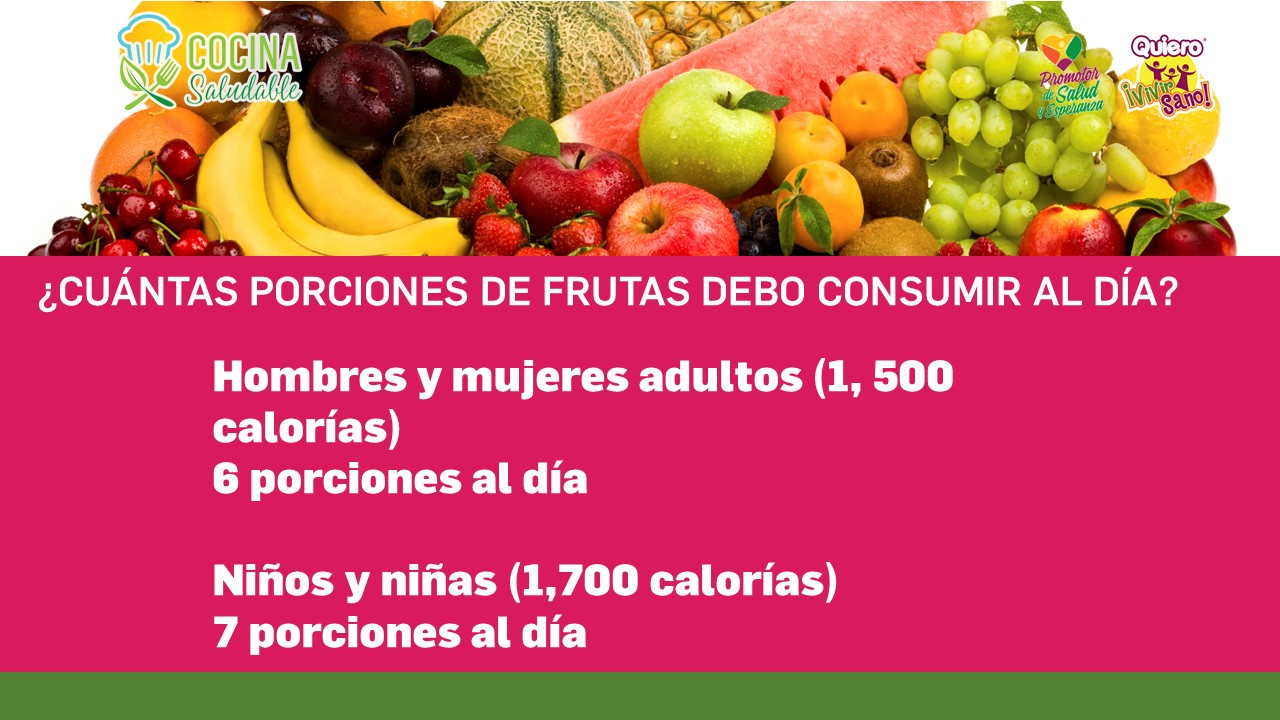 COCINA
Saludable
Promotor
de Salud
y Esperanza
Quiero
¡Vivir
Sano!
¿CUÁNTAS PORCIONES DE FRUTAS DEBO CONSUMIR AL DÍA?
Hombres y mujeres adultos (1, 500
calorías)
6 porciones al día
Niños y niñas (1,700 calorías)
7 porciones al día